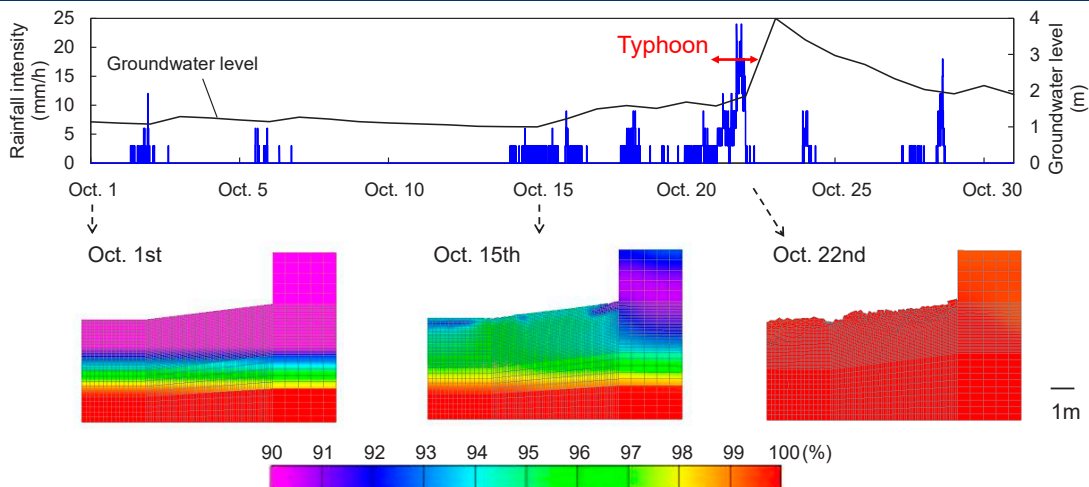 Rainfall intensity
(mm/h)
25
20
15
10
5
0
Groundwater level
Typhoon
4
3
2
1
0
Groundwater level
(m)
Oct. 1
Oct. 5
Oct. 10
Oct. 15
Oct. 20
Oct. 25
Oct. 30
Oct. 1st
Oct. 15th
Oct. 22nd
1m
90 91 92 93 94 95 96 97 98 99 100 (%)